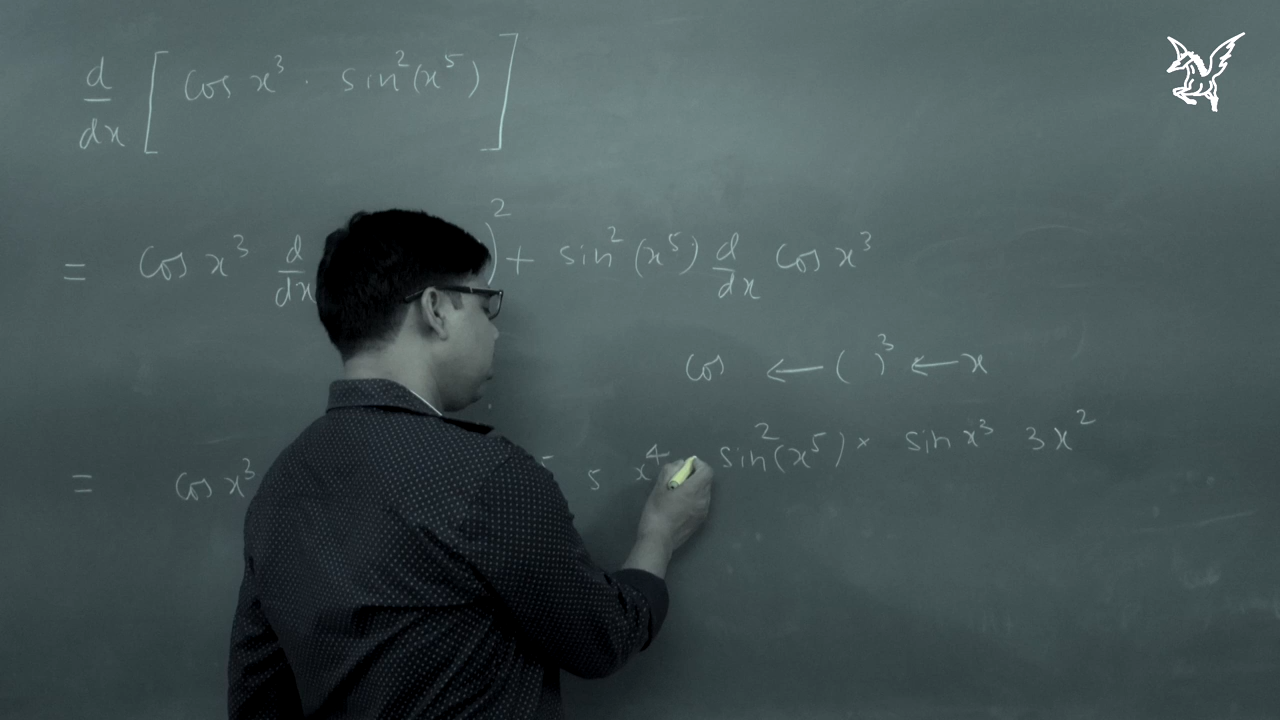 d/dx [ cos x³ · sin²(x⁵) ]
= cos x³ d/dx )² + sin²(x⁵) d/dx cos x³
cos ← ( )³ ← x
= cos x³ 5 x⁴ sin²(x⁵) × sin x³ 3x²